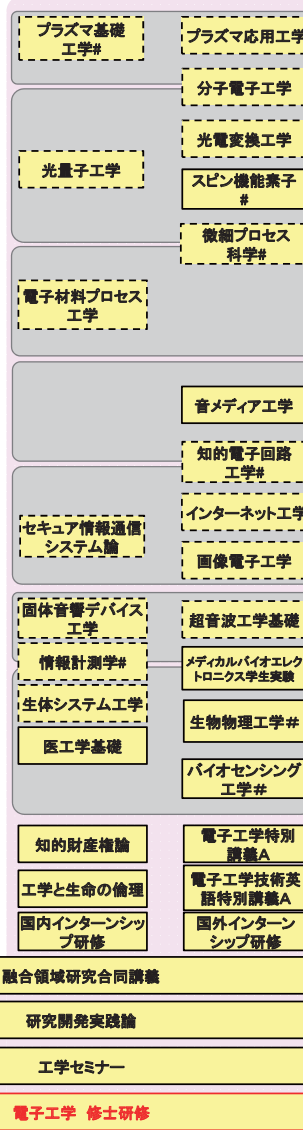 プラズマ基礎
工学#
プラズマ応用工学
分子電子工学
光電変換工学
光量子工学
スピン機能素子
#
微細プロセス
科学#
電子材料プロセス
工学
音メディア工学
知的電子回路
工学#
インターネット工学
セキュア情報通信
システム論
画像電子工学
固体音響デバイス
工学
超音波工学基礎
情報計測学#
メディカルバイオエレク
トロニクス学生実験
生体システム工学
生物物理工学＃
医工学基礎
バイオセンシング
工学＃
知的財産権論
電子工学特別
講義A
工学と生命の倫理
電子工学技術英
語特別講義A
国内インターンシッ
プ研修
国外インターン
シップ研修
融合領域研究合同講義
研究開発実践論
工学セミナー
電子工学 修士研修